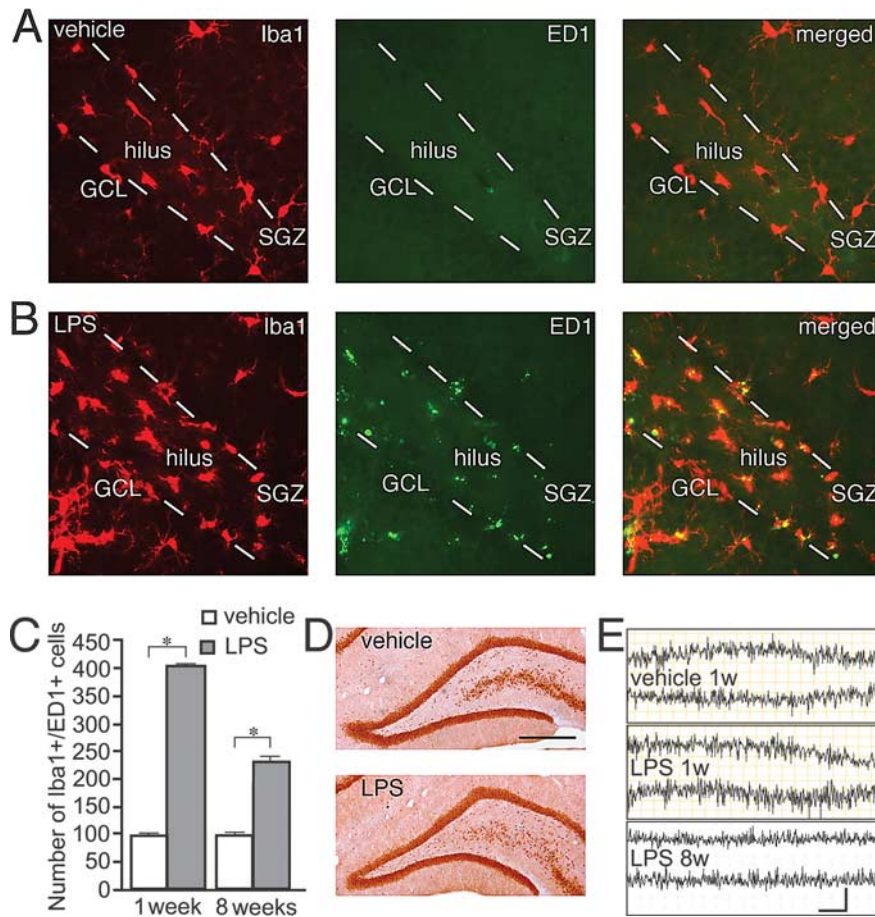 A
vehicle
Iba1
ED1
merged
hilus
hilus
hilus
GCL
GCL
GCL
SGZ
SGZ
SGZ
B
LPS
Iba1
ED1
merged
hilus
hilus
hilus
GCL
GCL
GCL
SGZ
SGZ
SGZ
C
vehicle
LPS
Number of Iba1+/ED1+ cells
450
400
350
300
250
200
150
100
50
0
*
*
1 week
8 weeks
D
vehicle
LPS
E
vehicle 1w
LPS 1w
LPS 8w